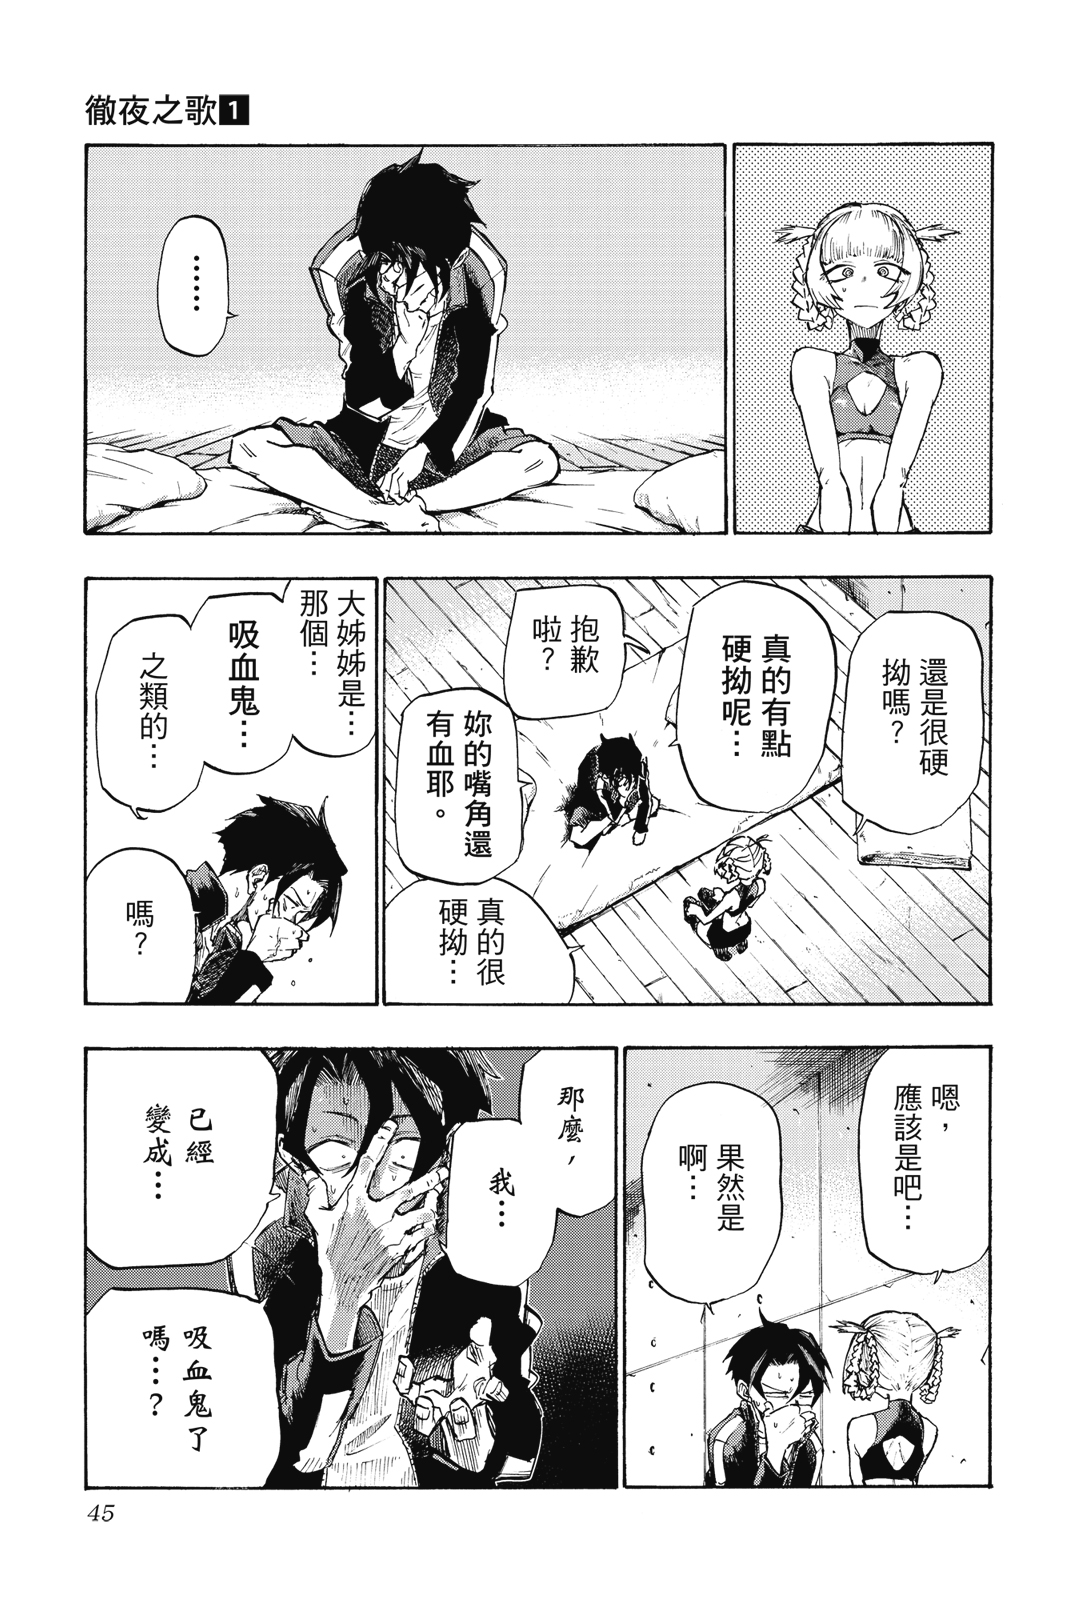 徹夜之歌1
……
還是很硬
拗嗎？
真的有點
硬拗呢…
抱歉
啦？
妳的嘴角還
有血耶。
真的很
硬拗…
大姊姊是…
那個…
吸血鬼…
之類的…
嗎？
嗯，
應該是吧…
果然是
啊…
那麼，
我…
已經
變成…
吸血鬼了
嗎…？
45